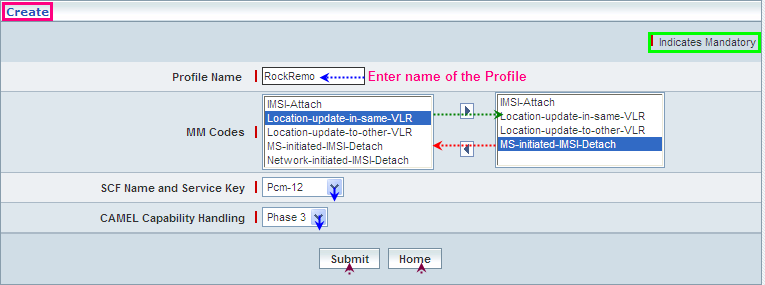 Create
Indicates Mandatory
Profile Name RockRemo Enter name of the Profile
MM Codes
IMSI-Attach
Location-update-in-same-VLR
Location-update-to-other-VLR
MS-initiated-IMSI-Detach
Network-initiated-IMSI-Detach
IMSI-Attach
Location-update-in-same-VLR
Location-update-to-other-VLR
MS-initiated-IMSI-Detach
SCF Name and Service Key Pcm-12
CAMEL Capability Handling Phase 3
Submit Home